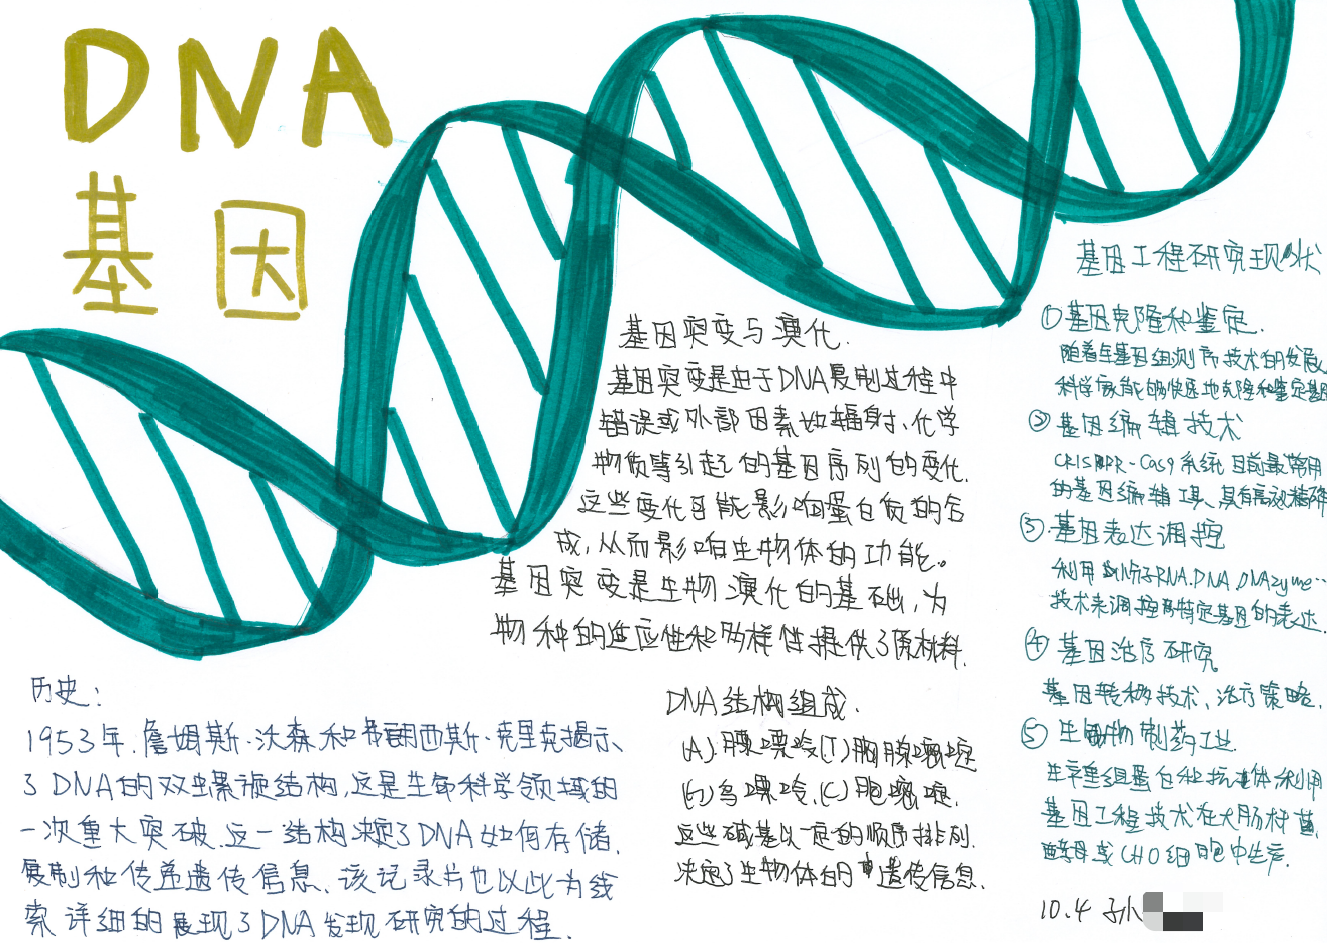 DNA
基因
基因突变与演化.
基因突变是由于DNA复制过程中
错误或外部因素如辐射、化学
物质等引起的基因序列的变化.
这些变化可能影响蛋白质的合
成,从而影响生物体的功能。
基因突变是生物演化的基础,为
物种的适应性和多样性提供了原材料.
DNA结构组成.
(A).腺嘌呤(T)胸腺嘧啶
(G)鸟嘌呤.(C)胞嘧啶.
这些碱基以一定的顺序排列.
决定了生物体的遗传信息.
历史:
1953年.詹姆斯·沃森和弗朗西斯·克里克揭示
了DNA的双螺旋结构,这是生命科学领域的
一次重大突破.这一结构决定了DNA如何存储.
复制和传递遗传信息.该记录片也以此为线
索.详细的展现了DNA发现研究的过程.
基因工程研究现状
①基因克隆和鉴定.
随着基因组测序技术的发展,
科学家能够快速地克隆和鉴定基因
②基因编辑技术
CRISPR-Cas9系统目前最常用
的基因编辑工具、具有高效精确
③.基因表达调控
利用小分子RNA.DNA.DNAzyme…
技术来调控特定基因的表达.
④基因治疗研究。
基因转移技术、治疗策略.
⑤生物制药工业.
生产重组蛋白和抗体利用
基因工程技术在大肠杆菌.
酵母或CHO细胞中生产.
10.4 孙